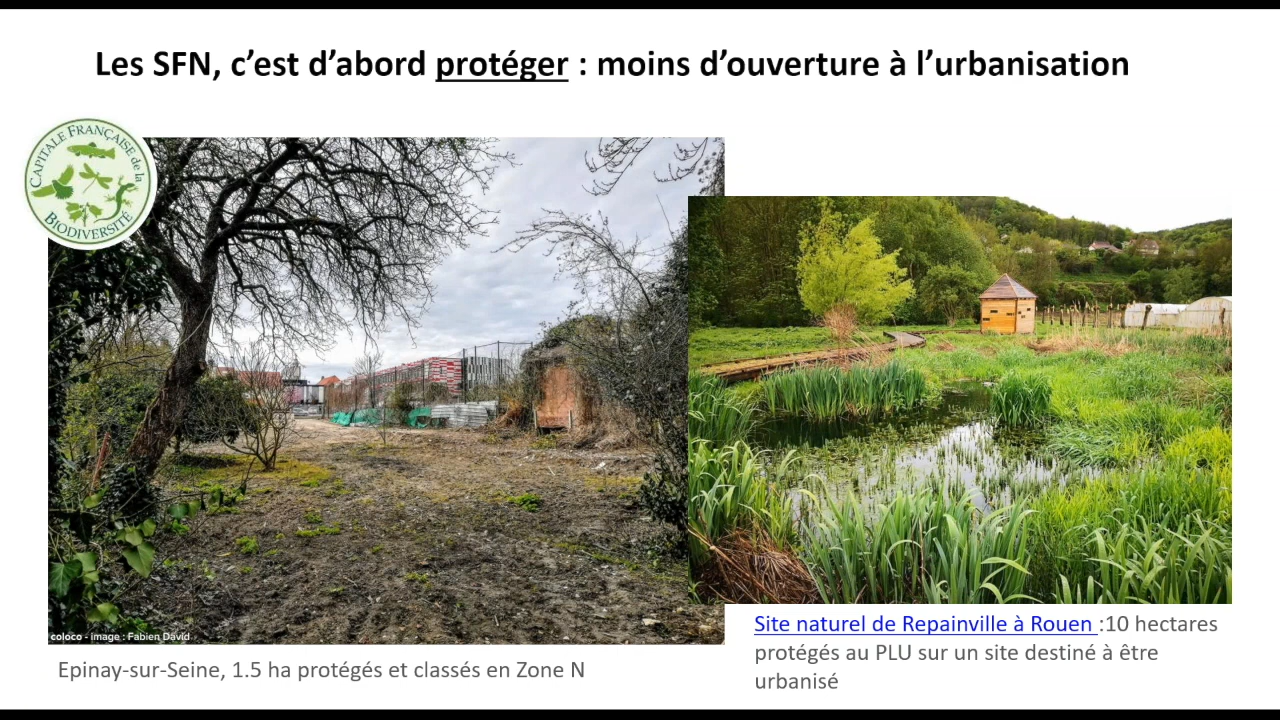 Les SFN, c’est d’abord protéger : moins d’ouverture à l’urbanisation
CAPITALE FRANÇAISE de la
BIODIVERSITÉ
coloco - image : Fabien David
Epinay-sur-Seine, 1.5 ha protégés et classés en Zone N
Site naturel de Repainville à Rouen :10 hectares
protégés au PLU sur un site destiné à être
urbanisé